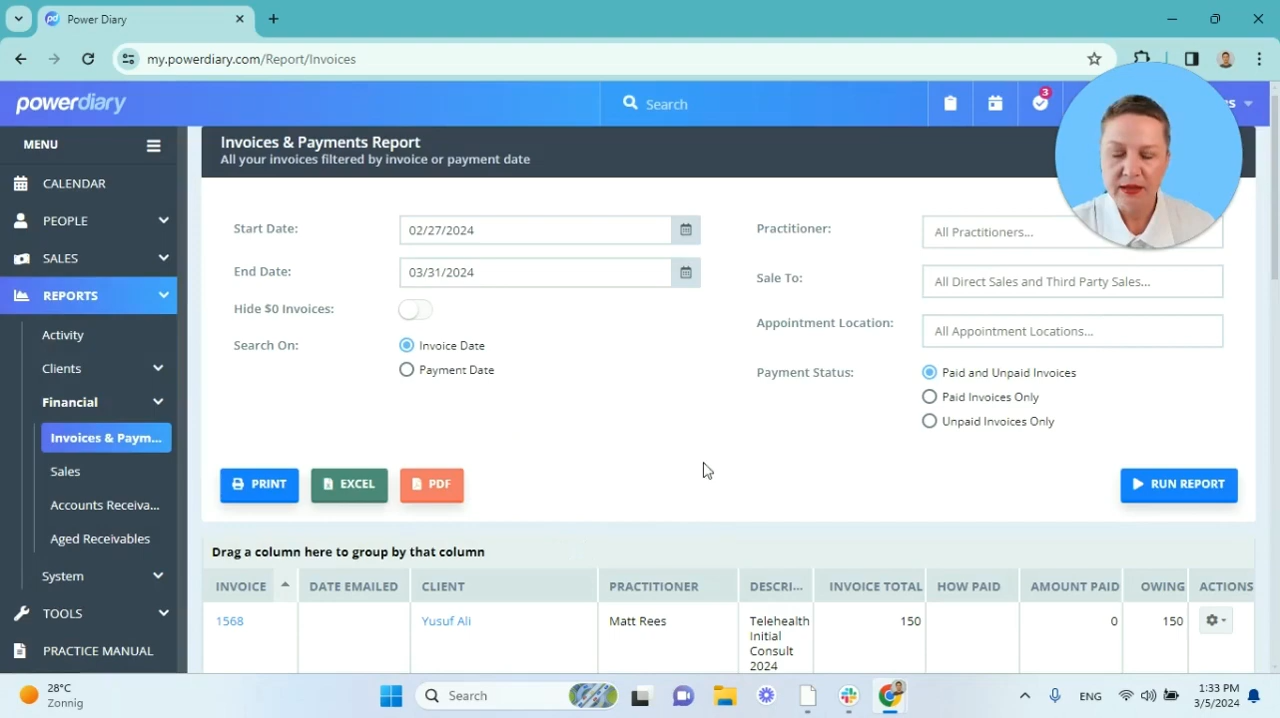 Power Diary
my.powerdiary.com/Report/Invoices
powerdiary
Search
3
MENU
CALENDAR
PEOPLE
SALES
REPORTS
Activity
Clients
Financial
Invoices & Paym...
Sales
Accounts Receiva...
Aged Receivables
System
TOOLS
PRACTICE MANUAL
Invoices & Payments Report
All your invoices filtered by invoice or payment date
Start Date:
02/27/2024
End Date:
03/31/2024
Hide $0 Invoices:
Search On:
Invoice Date
Payment Date
Practitioner:
All Practitioners...
Sale To:
All Direct Sales and Third Party Sales...
Appointment Location:
All Appointment Locations...
Payment Status:
Paid and Unpaid Invoices
Paid Invoices Only
Unpaid Invoices Only
PRINT
EXCEL
PDF
RUN REPORT
Drag a column here to group by that column
INVOICE DATE EMAILED CLIENT PRACTITIONER DESCRI... INVOICE TOTAL HOW PAID AMOUNT PAID OWING ACTIONS
1568 Yusuf Ali Matt Rees Telehealth 150 0 150
Initial
Consult
2024
28°C
Zonnig
Search
ENG
1:33 PM
3/5/2024